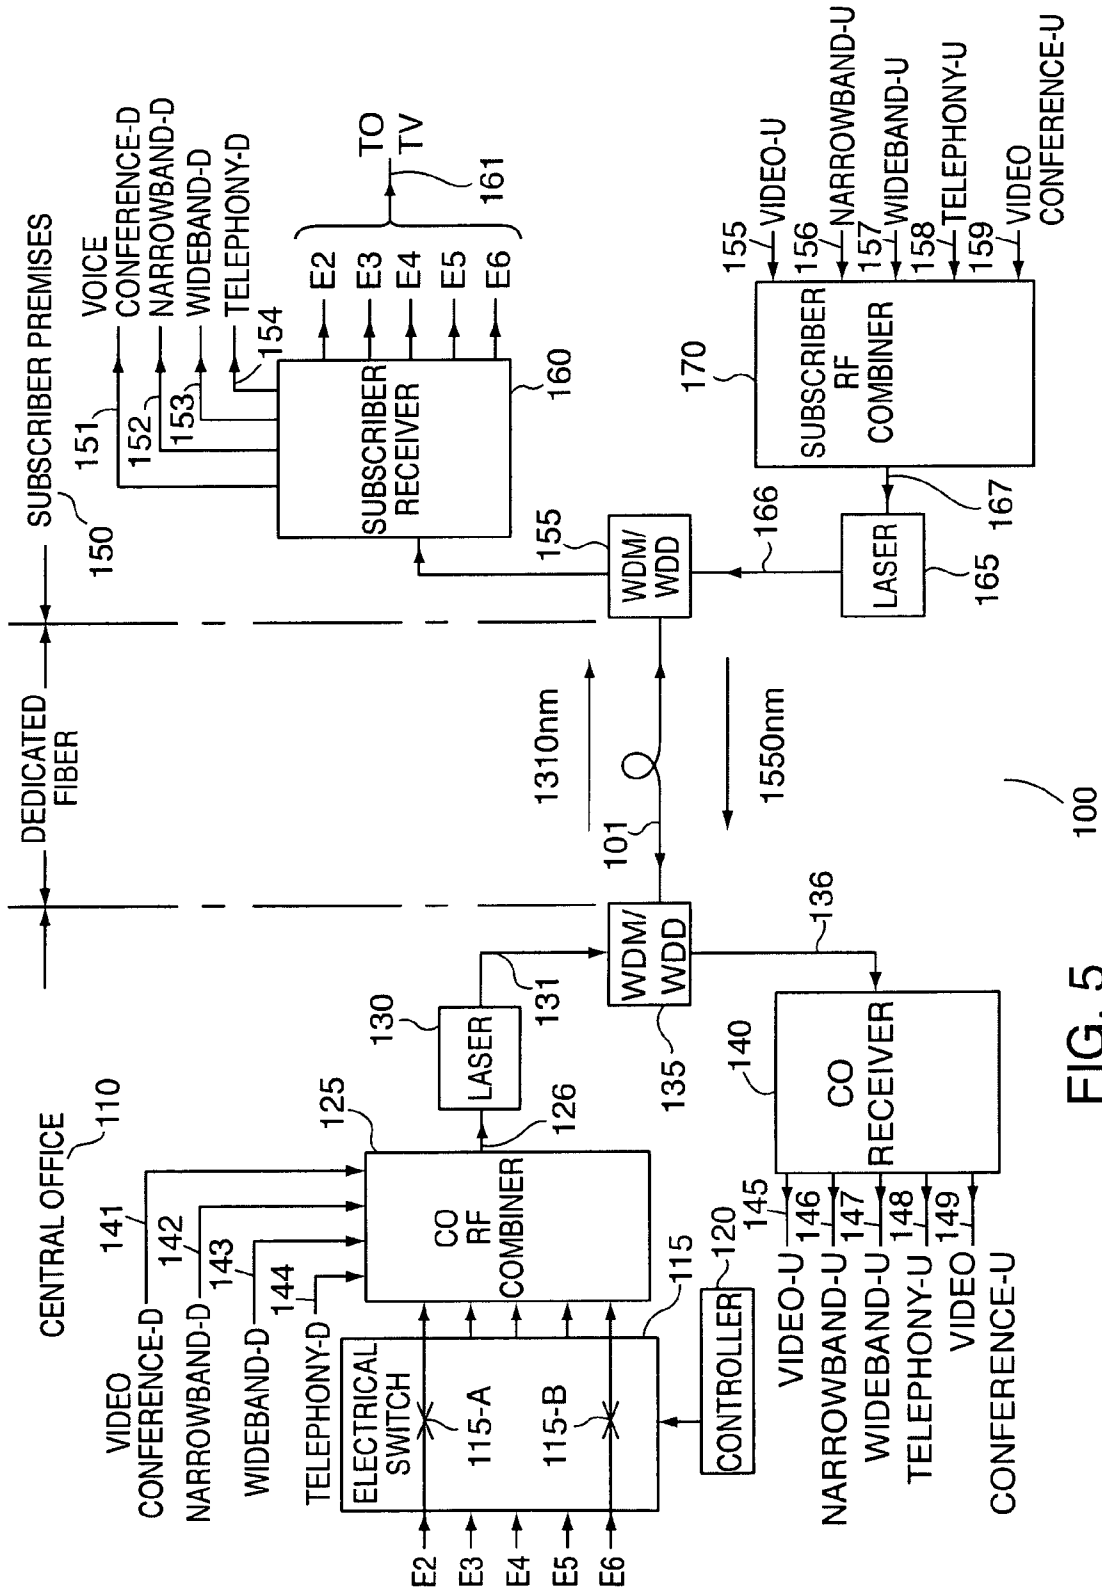 CENTRAL OFFICE
110
DEDICATED
FIBER
SUBSCRIBER PREMISES
150
VIDEO
CONFERENCE-D
141
NARROWBAND-D
142
WIDEBAND-D
143
TELEPHONY-D
144
E2
E3
E4
E5
E6
ELECTRICAL
SWITCH
115-A
115-B
115
CONTROLLER
120
CO
RF
COMBINER
125
126
LASER
130
131
WDM/
WDD
135
136
CO
RECEIVER
140
145
VIDEO-U
146
NARROWBAND-U
147
WIDEBAND-U
148
TELEPHONY-U
149
VIDEO
CONFERENCE-U
1310nm
101
1550nm
WDM/
WDD
155
SUBSCRIBER
RECEIVER
160
VOICE
CONFERENCE-D
151
NARROWBAND-D
152
WIDEBAND-D
153
TELEPHONY-D
154
E2
E3
E4
E5
E6
TO
TV
161
LASER
165
166
167
SUBSCRIBER
RF
COMBINER
170
155
VIDEO-U
156
NARROWBAND-U
157
WIDEBAND-U
158
TELEPHONY-U
159
VIDEO
CONFERENCE-U
100
FIG. 5